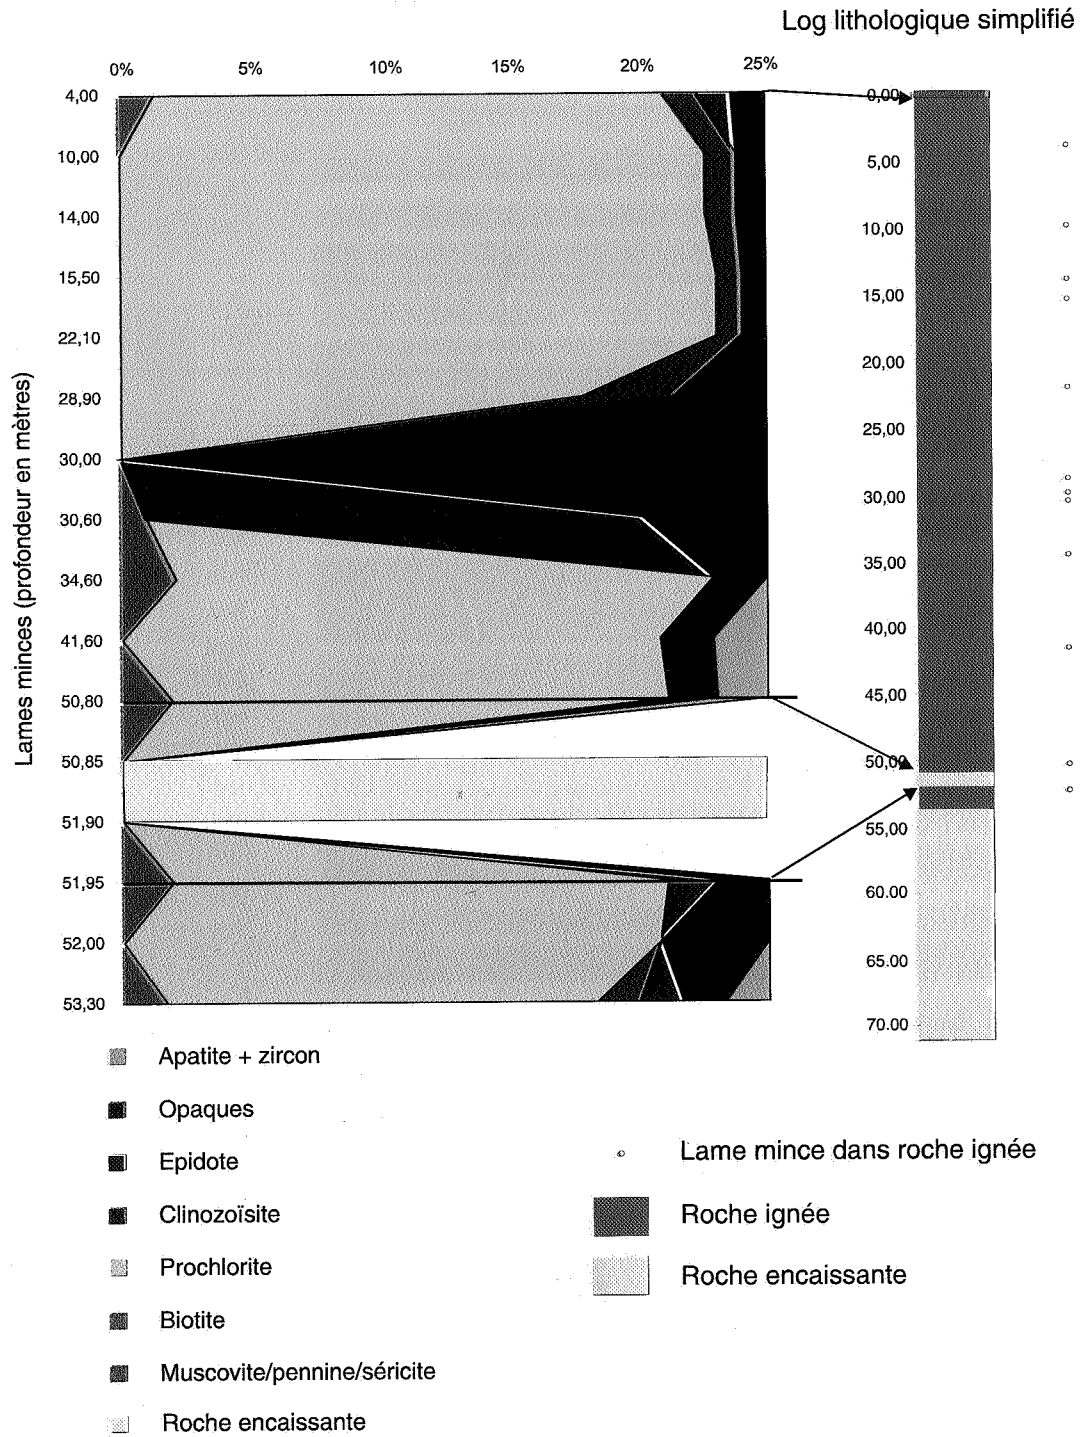 Log lithologique simplifié
0% 5% 10% 15% 20% 25%
Lames minces (profondeur en mètres)
4,00
10,00
14,00
15,50
22,10
28,90
30,00
30,60
34,60
41,60
50,80
50,85
51,90
51,95
52,00
53,30
0,00
5,00
10,00
15,00
20,00
25,00
30,00
35,00
40,00
45,00
50,00
55,00
60.00
65.00
70.00
Apatite + zircon
Opaques
Epidote
Clinozoïsite
Prochlorite
Biotite
Muscovite/pennine/séricite
Roche encaissante
Lame mince dans roche ignée
Roche ignée
Roche encaissante